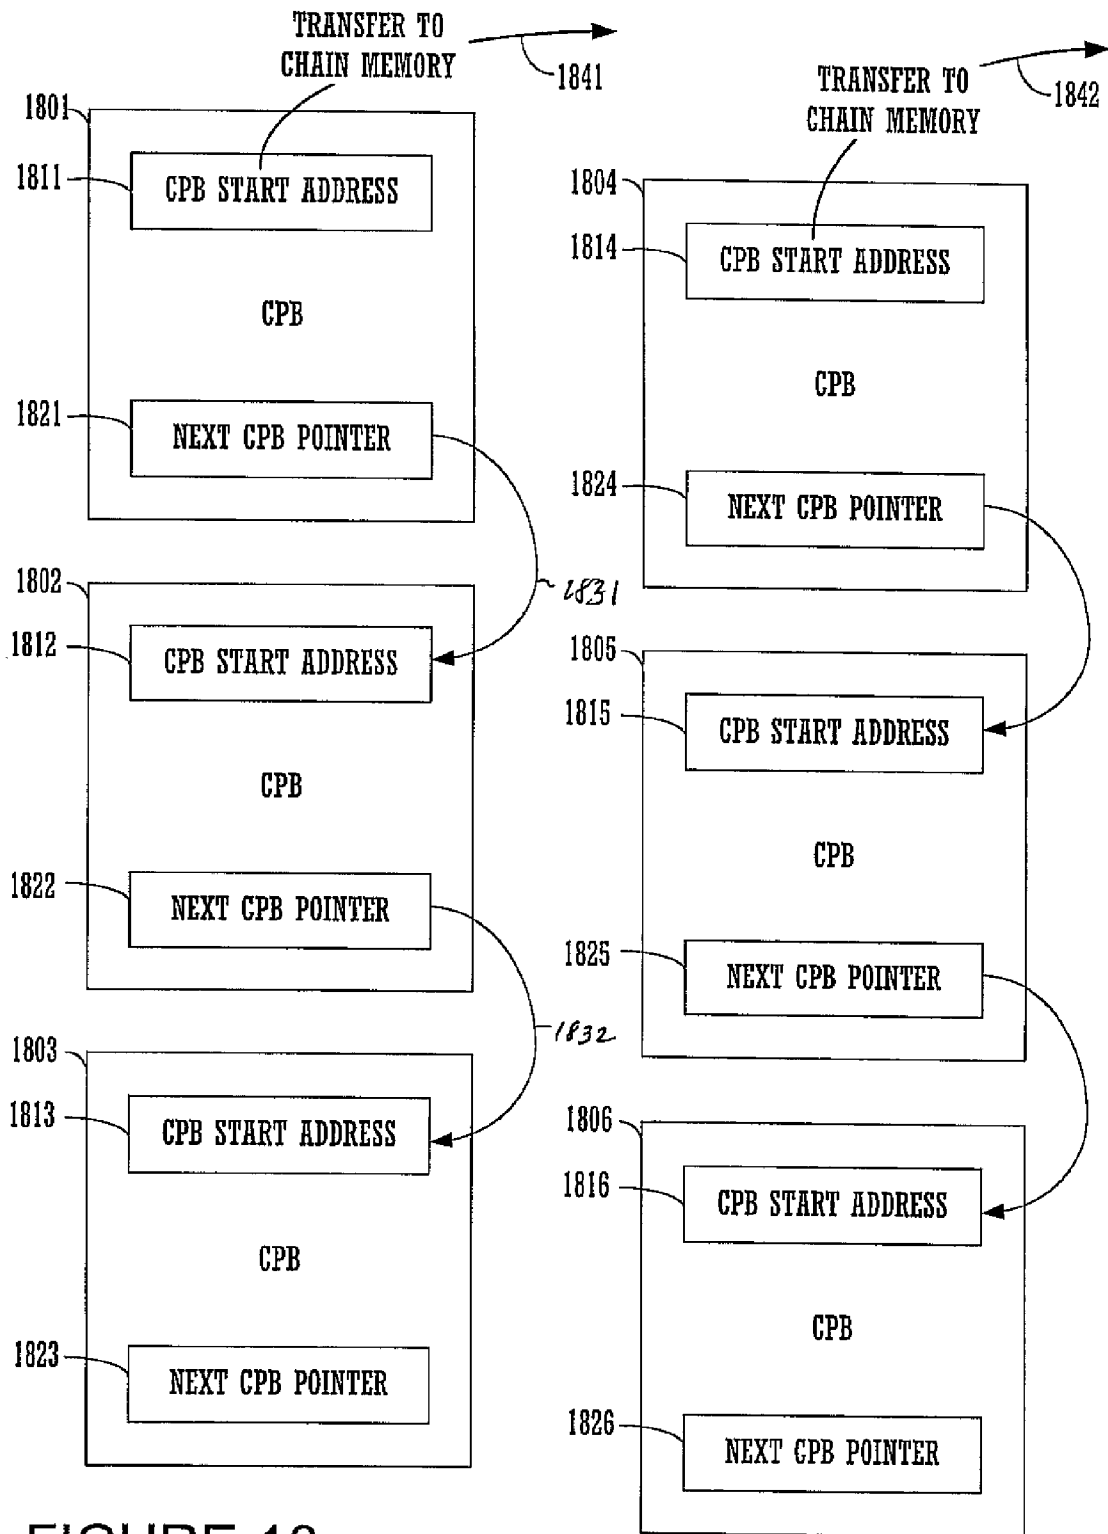 TRANSFER TO
CHAIN MEMORY
1841
1801
1811
CPB START ADDRESS
CPB
1821
NEXT CPB POINTER
1831
1802
1812
CPB START ADDRESS
CPB
1822
NEXT CPB POINTER
1832
1803
1813
CPB START ADDRESS
CPB
1823
NEXT CPB POINTER
TRANSFER TO
CHAIN MEMORY
1842
1804
1814
CPB START ADDRESS
CPB
1824
NEXT CPB POINTER
1805
1815
CPB START ADDRESS
CPB
1825
NEXT CPB POINTER
1806
1816
CPB START ADDRESS
CPB
1826
NEXT CPB POINTER